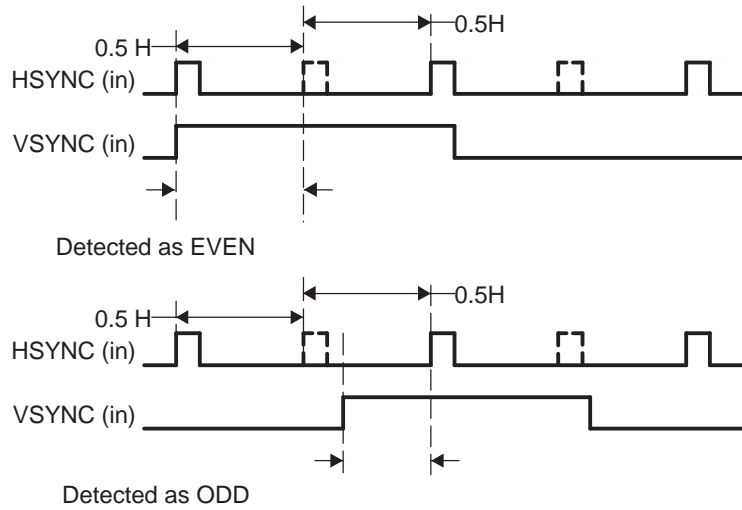 0.5 H
0.5H
HSYNC (in)
VSYNC (in)
Detected as EVEN
0.5H
0.5 H
HSYNC (in)
VSYNC (in)
Detected as ODD